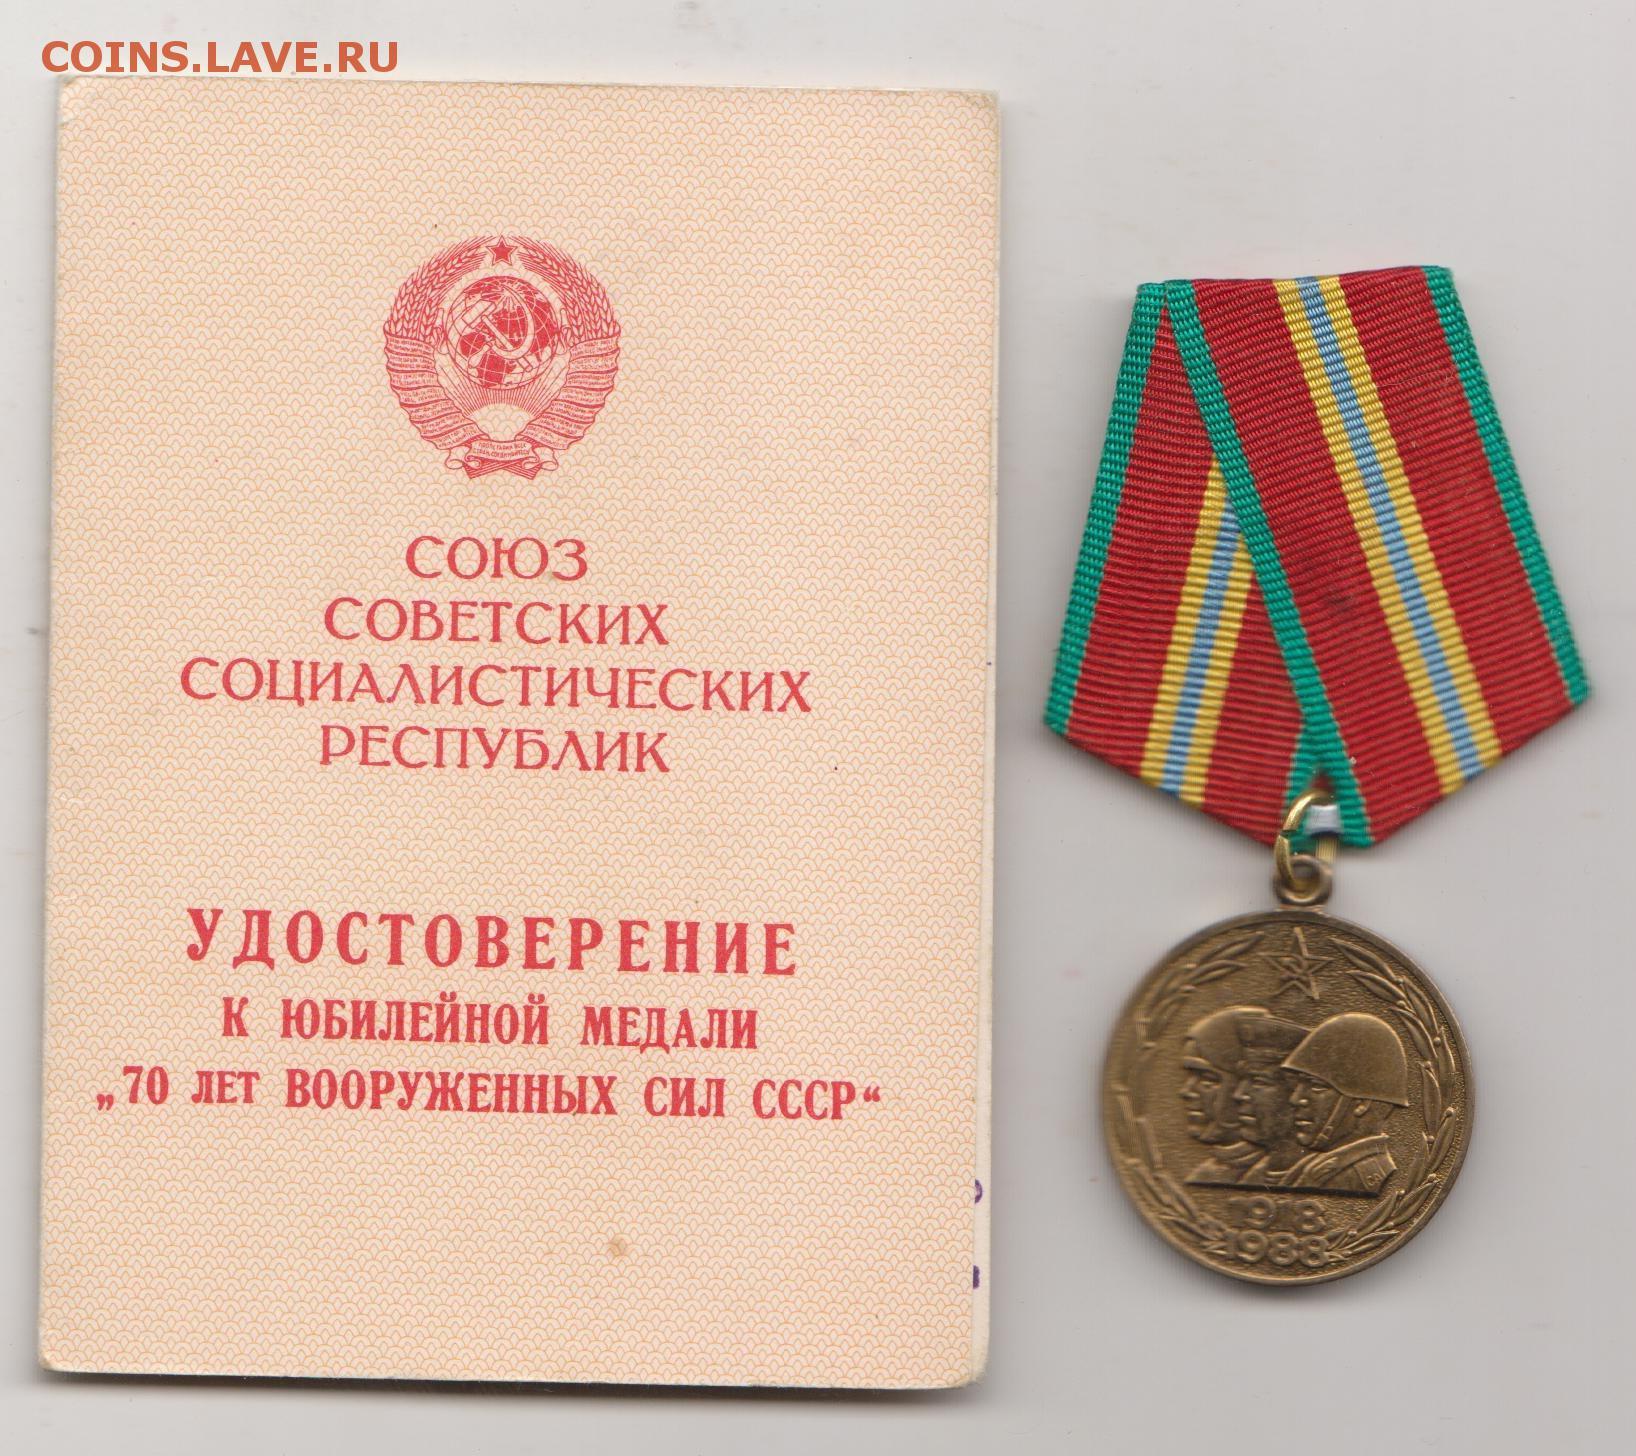 COINS.LAVE.RU
СОЮЗ
СОВЕТСКИХ
СОЦИАЛИСТИЧЕСКИХ
РЕСПУБЛИК
УДОСТОВЕРЕНИЕ
К ЮБИЛЕЙНОЙ МЕДАЛИ
„70 ЛЕТ ВООРУЖЕННЫХ СИЛ СССР“
1918
1988